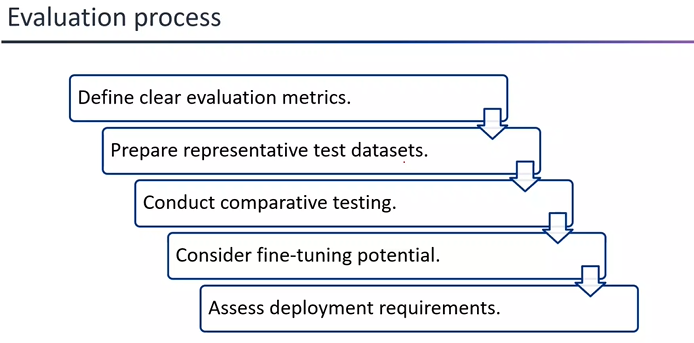 Evaluation process
Define clear evaluation metrics.
Prepare representative test datasets.
Conduct comparative testing.
Consider fine-tuning potential.
Assess deployment requirements.